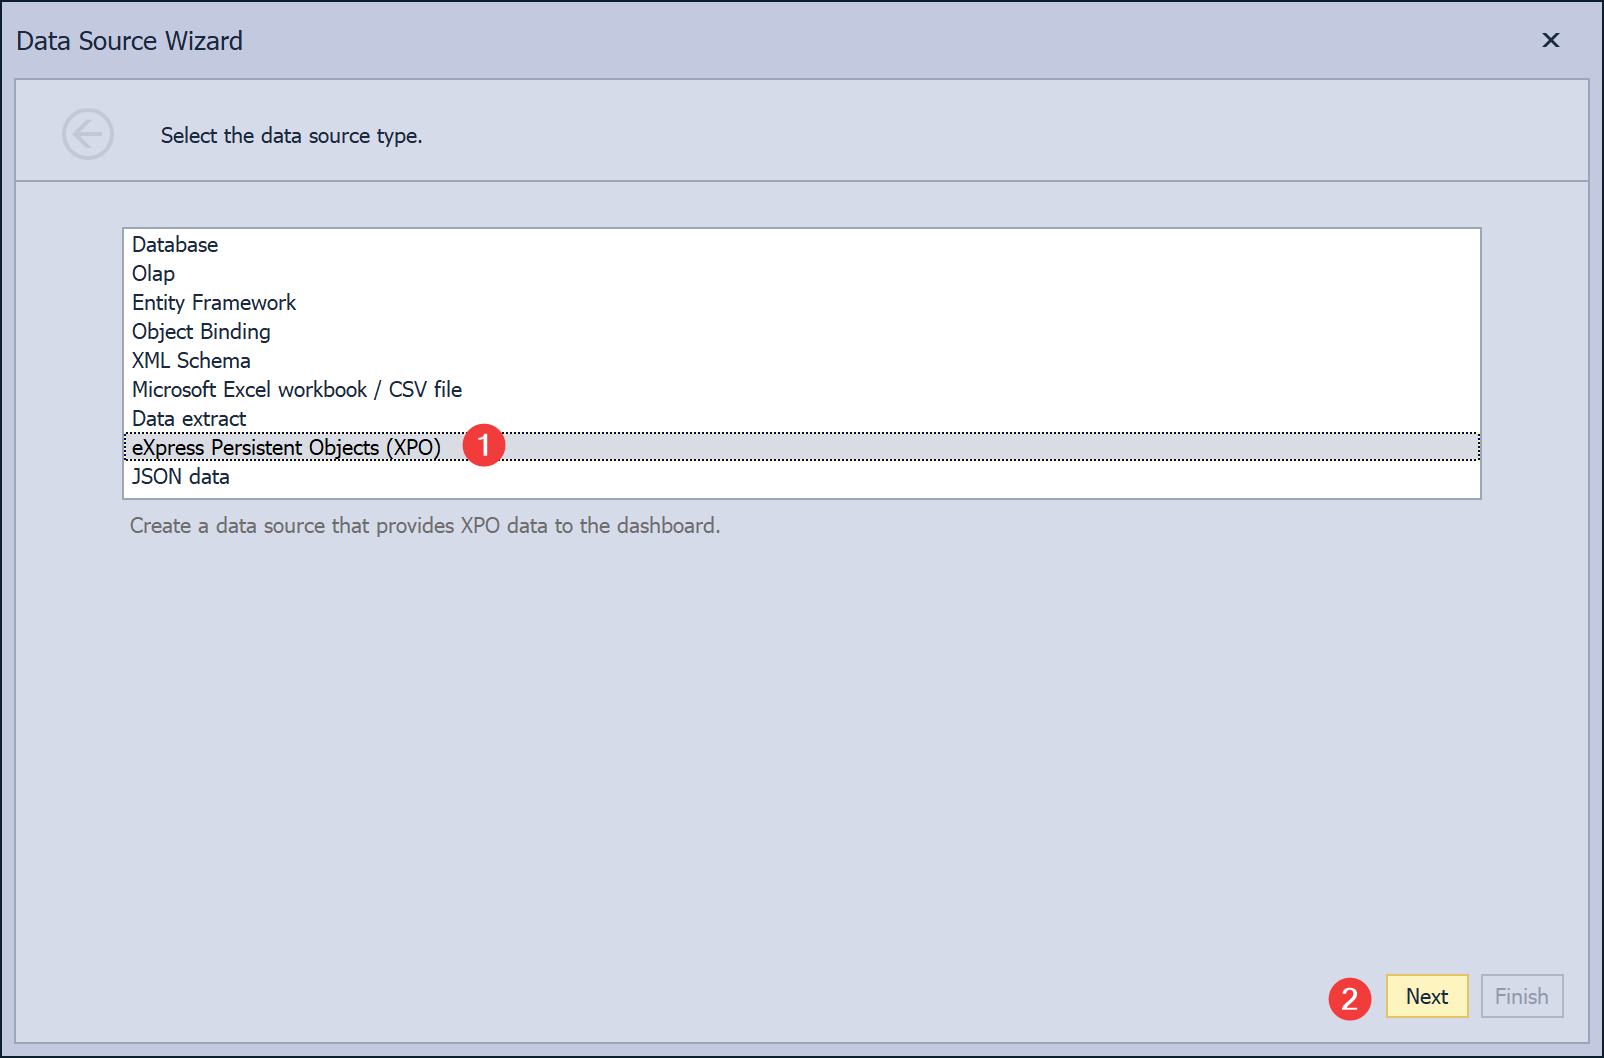 Data Source Wizard
Select the data source type.
Database
Olap
Entity Framework
Object Binding
XML Schema
Microsoft Excel workbook / CSV file
Data extract
eXpress Persistent Objects (XPO) 1
JSON data
Create a data source that provides XPO data to the dashboard.
2 Next Finish